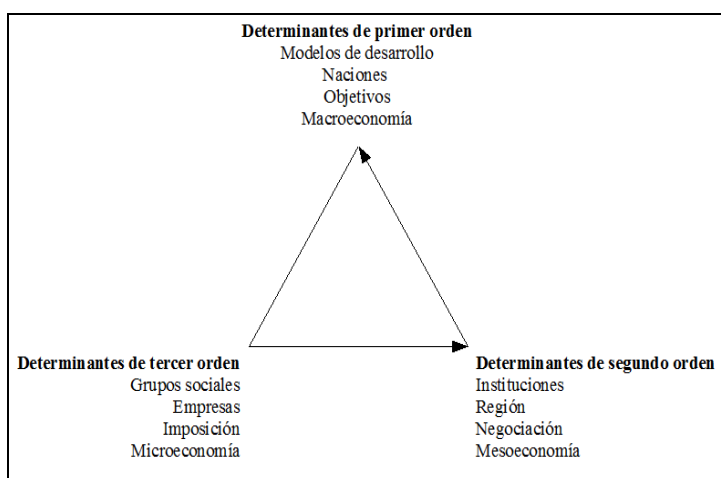 Determinantes de primer orden
Modelos de desarrollo
Naciones
Objetivos
Macroeconomía
Determinantes de tercer orden
Grupos sociales
Empresas
Imposición
Microeconomía
Determinantes de segundo orden
Instituciones
Región
Negociación
Mesoeconomía